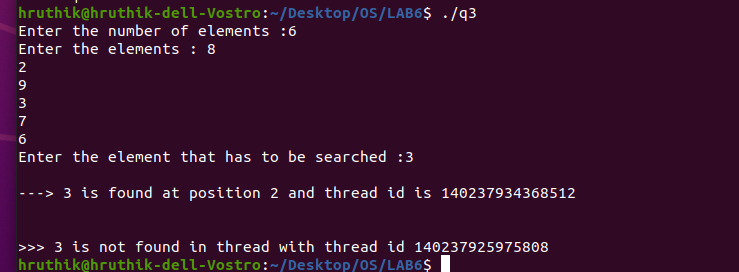 hruthik@hruthik-dell-Vostro:~/Desktop/OS/LAB6$ ./q3
Enter the number of elements :6
Enter the elements : 8
2
9
3
7
6
Enter the element that has to be searched :3
---> 3 is found at position 2 and thread id is 140237934368512
>>> 3 is not found in thread with thread id 140237925975808
hruthik@hruthik-dell-Vostro:~/Desktop/OS/LAB6$